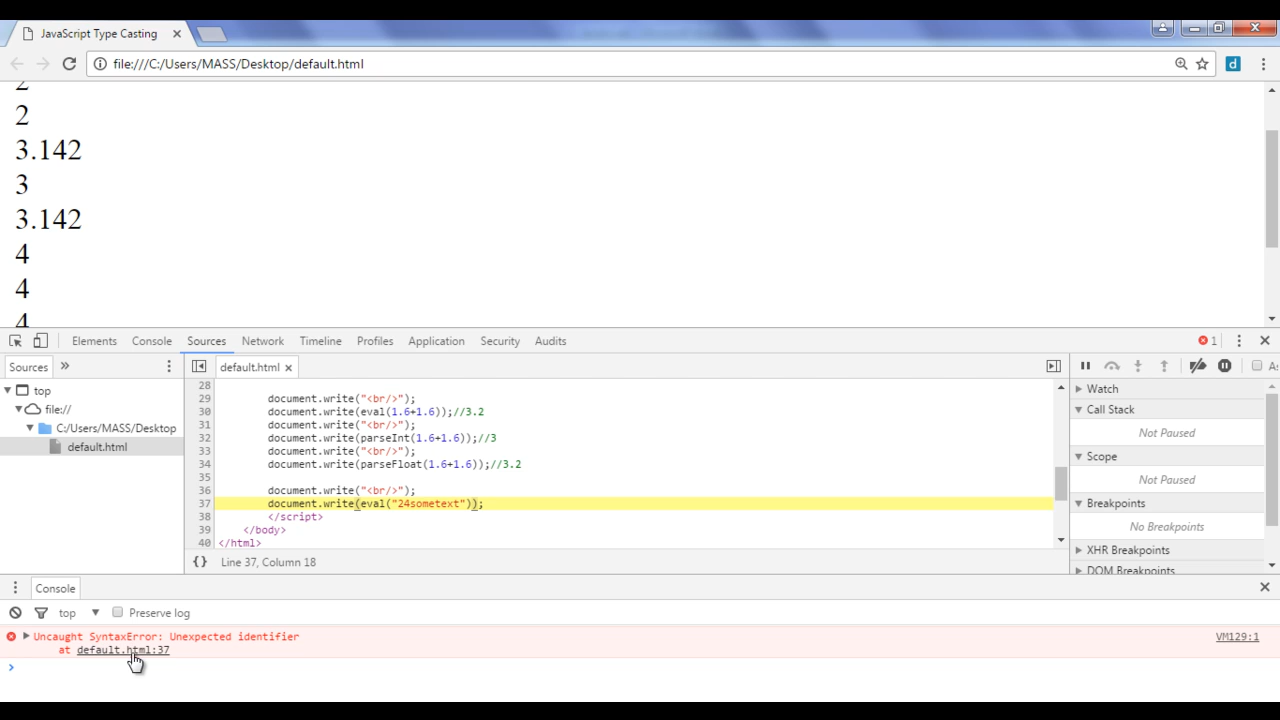 JavaScript Type Casting
file:///C:/Users/MASS/Desktop/default.html
2
2
3.142
3
3.142
4
4
4
Elements Console Sources Network Timeline Profiles Application Security Audits 1
Sources default.html
top
file://
C:/Users/MASS/Desktop
default.html
28
29 document.write("<br/>");
30 document.write(eval(1.6+1.6));//3.2
31 document.write("<br/>");
32 document.write(parseInt(1.6+1.6));//3
33 document.write("<br/>");
34 document.write(parseFloat(1.6+1.6));//3.2
35
36 document.write("<br/>");
37 document.write(eval("24sometext"));
38 </script>
39 </body>
40 </html>
{} Line 37, Column 18
Watch
Call Stack
Not Paused
Scope
Not Paused
Breakpoints
No Breakpoints
XHR Breakpoints
DOM Breakpoints
Console
top Preserve log
Uncaught SyntaxError: Unexpected identifier VM129:1
at default.html:37